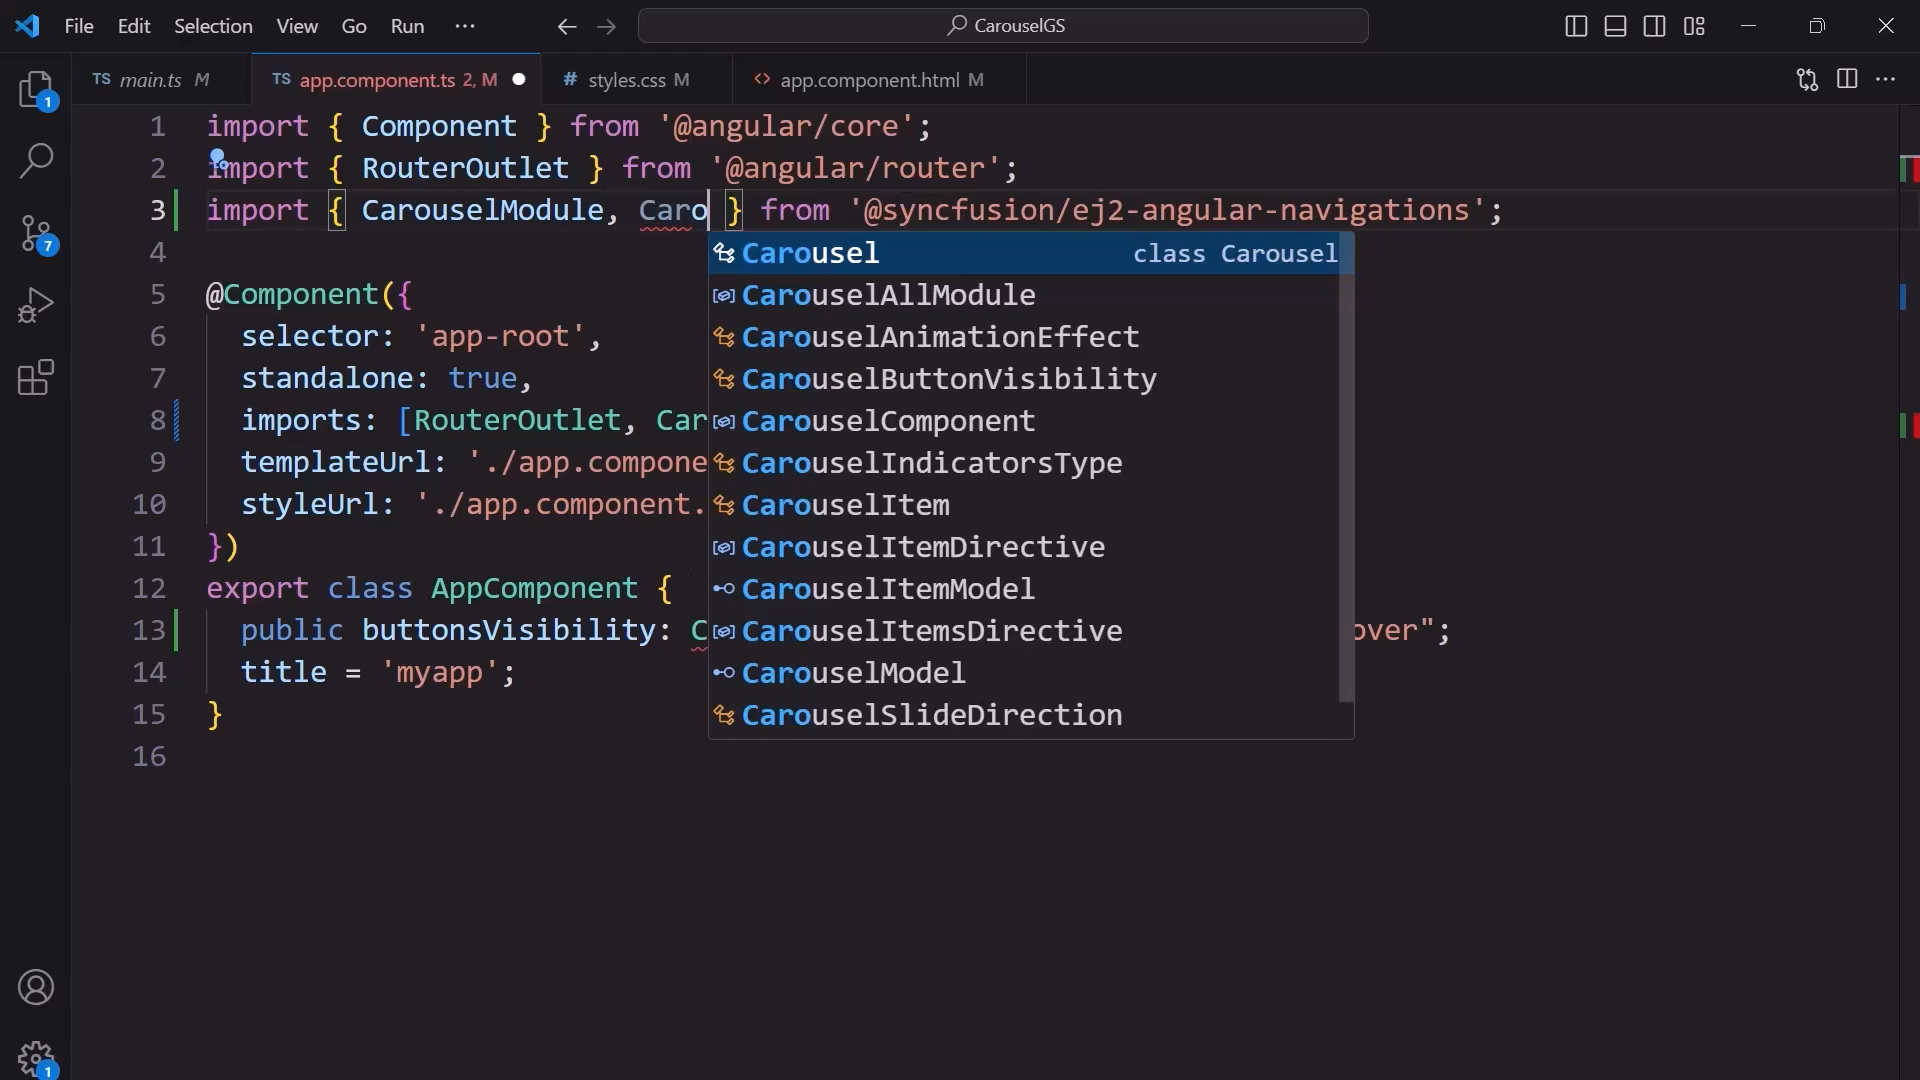 File Edit Selection View Go Run ··· CarouselGS
TS main.ts M TS app.component.ts 2, M # styles.css M <> app.component.html M
1 import { Component } from '@angular/core';
2 import { RouterOutlet } from '@angular/router';
3 import { CarouselModule, Caro } from '@syncfusion/ej2-angular-navigations';
4
5 @Component({
6 selector: 'app-root',
7 standalone: true,
8 imports: [RouterOutlet, Car
9 templateUrl: './app.compone
10 styleUrl: './app.component.
11 })
12 export class AppComponent {
13 public buttonsVisibility: C over";
14 title = 'myapp';
15 }
16
Carousel class Carousel
CarouselAllModule
CarouselAnimationEffect
CarouselButtonVisibility
CarouselComponent
CarouselIndicatorsType
CarouselItem
CarouselItemDirective
CarouselItemModel
CarouselItemsDirective
CarouselModel
CarouselSlideDirection
1
7
1